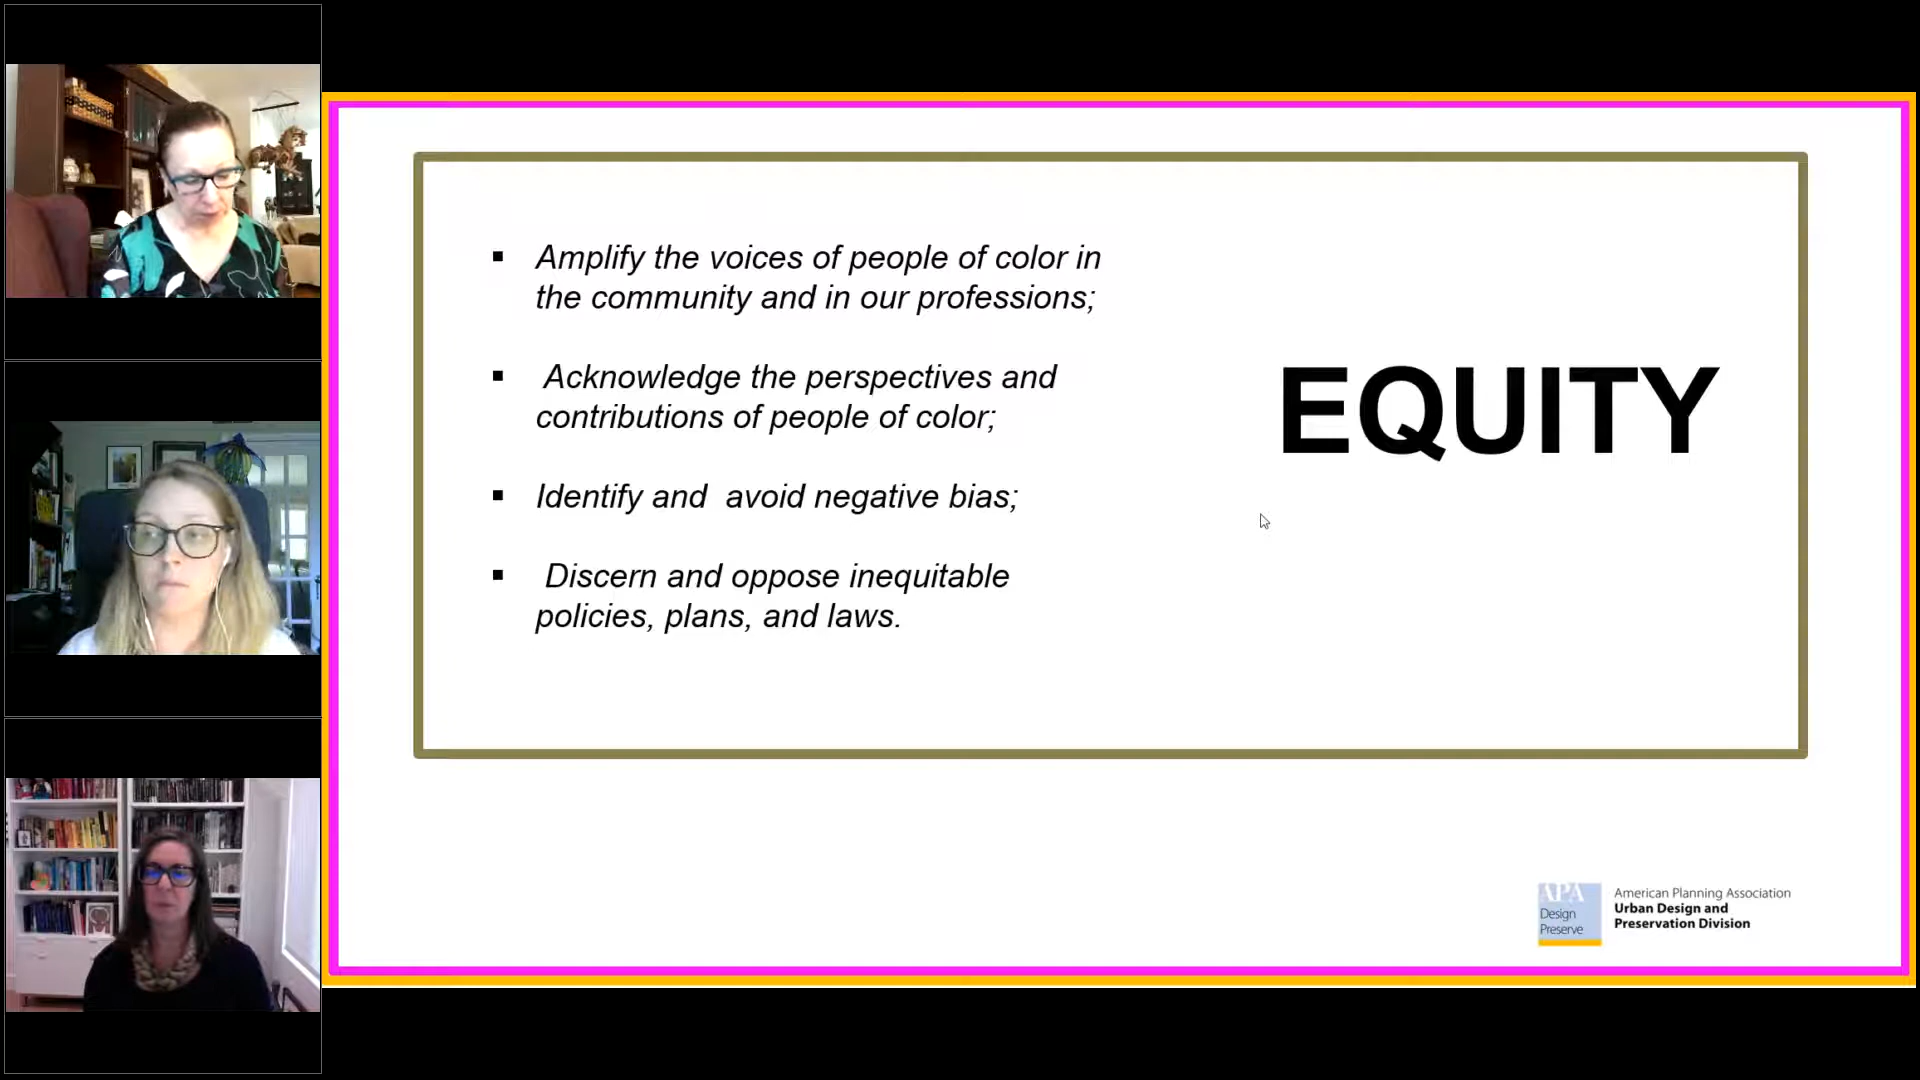 Amplify the voices of people of color in
the community and in our professions;
Acknowledge the perspectives and
contributions of people of color;
Identify and  avoid negative bias;
Discern and oppose inequitable
policies, plans, and laws.
EQUITY
APA
Design
Preserve
American Planning Association
Urban Design and
Preservation Division